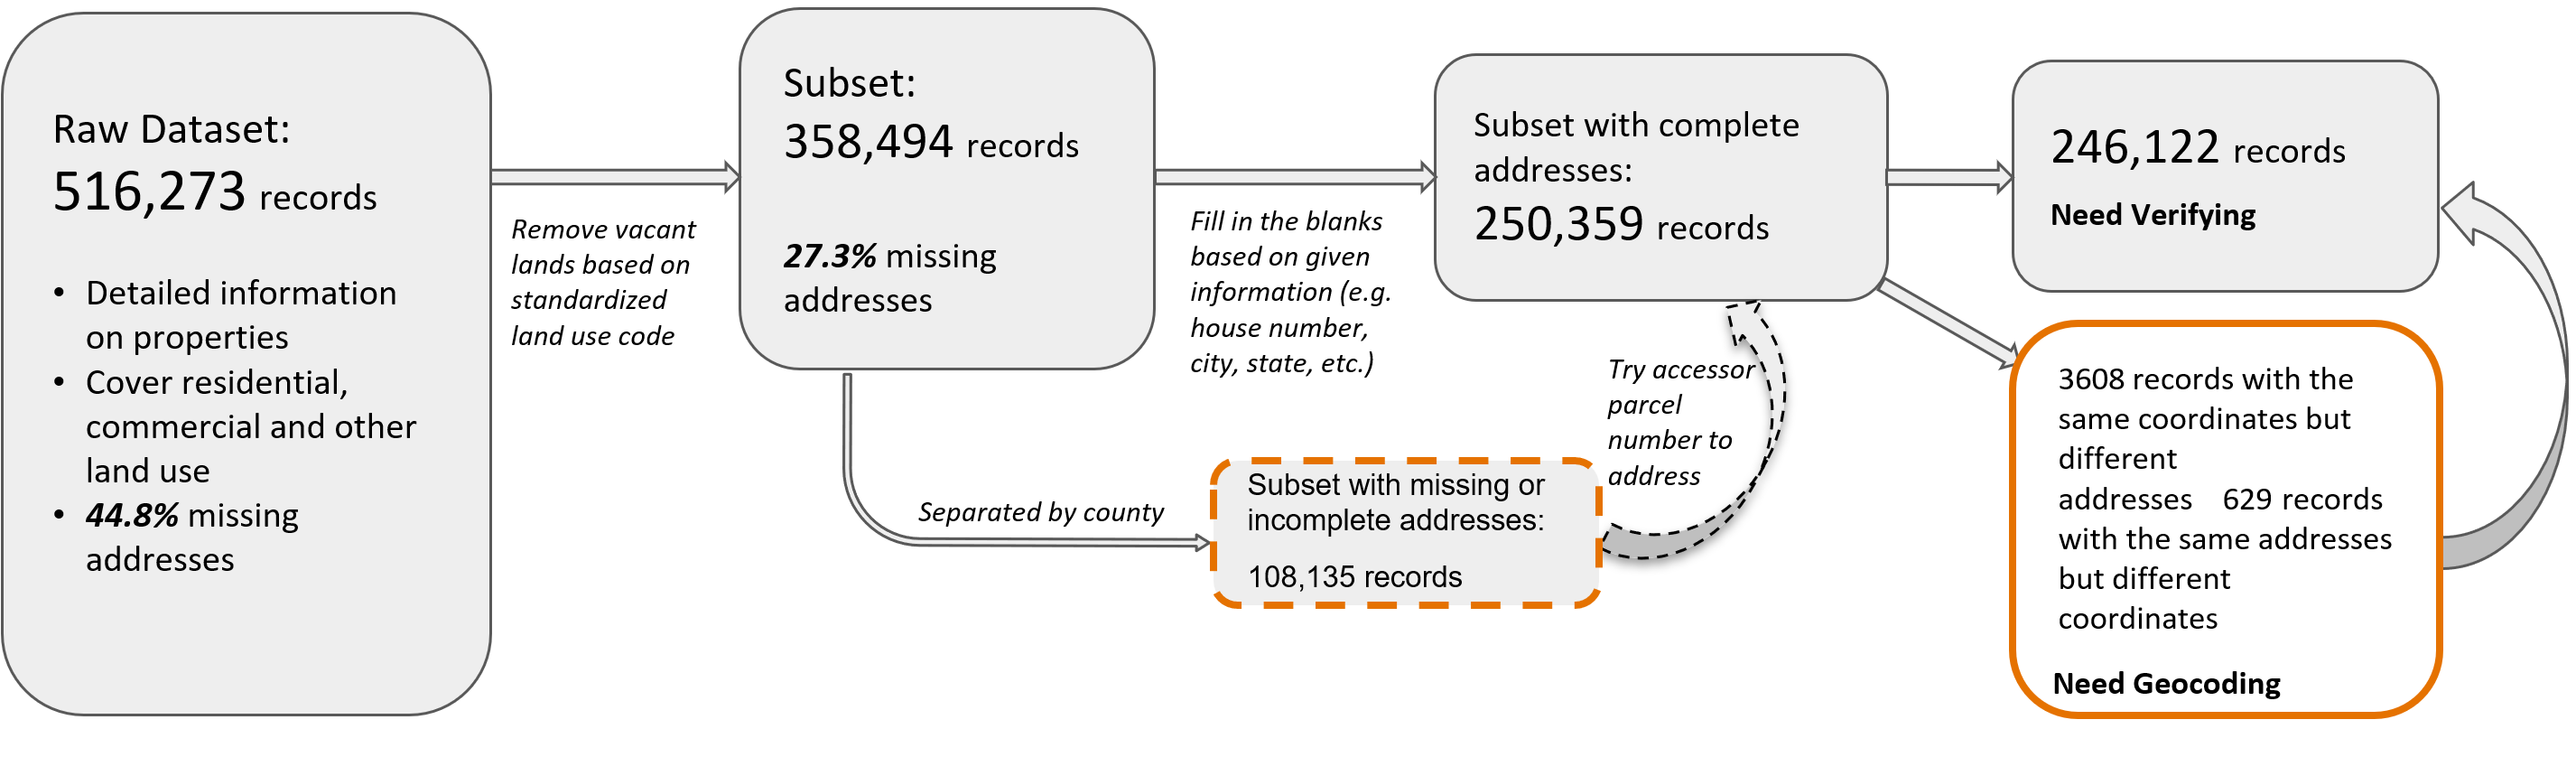 Raw Dataset:
516,273 records
• Detailed information
on properties
• Cover residential,
commercial and other
land use
• 44.8% missing
addresses
Remove vacant
lands based on
standardized
land use code
Subset:
358,494 records
27.3% missing
addresses
Fill in the blanks
based on given
information (e.g.
house number,
city, state, etc.)
Separated by county
Subset with missing or
incomplete addresses:
108,135 records
Try accessor
parcel
number to
address
Subset with complete
addresses:
250,359 records
246,122 records
Need Verifying
3608 records with the
same coordinates but
different
addresses 629 records
with the same addresses
but different
coordinates
Need Geocoding